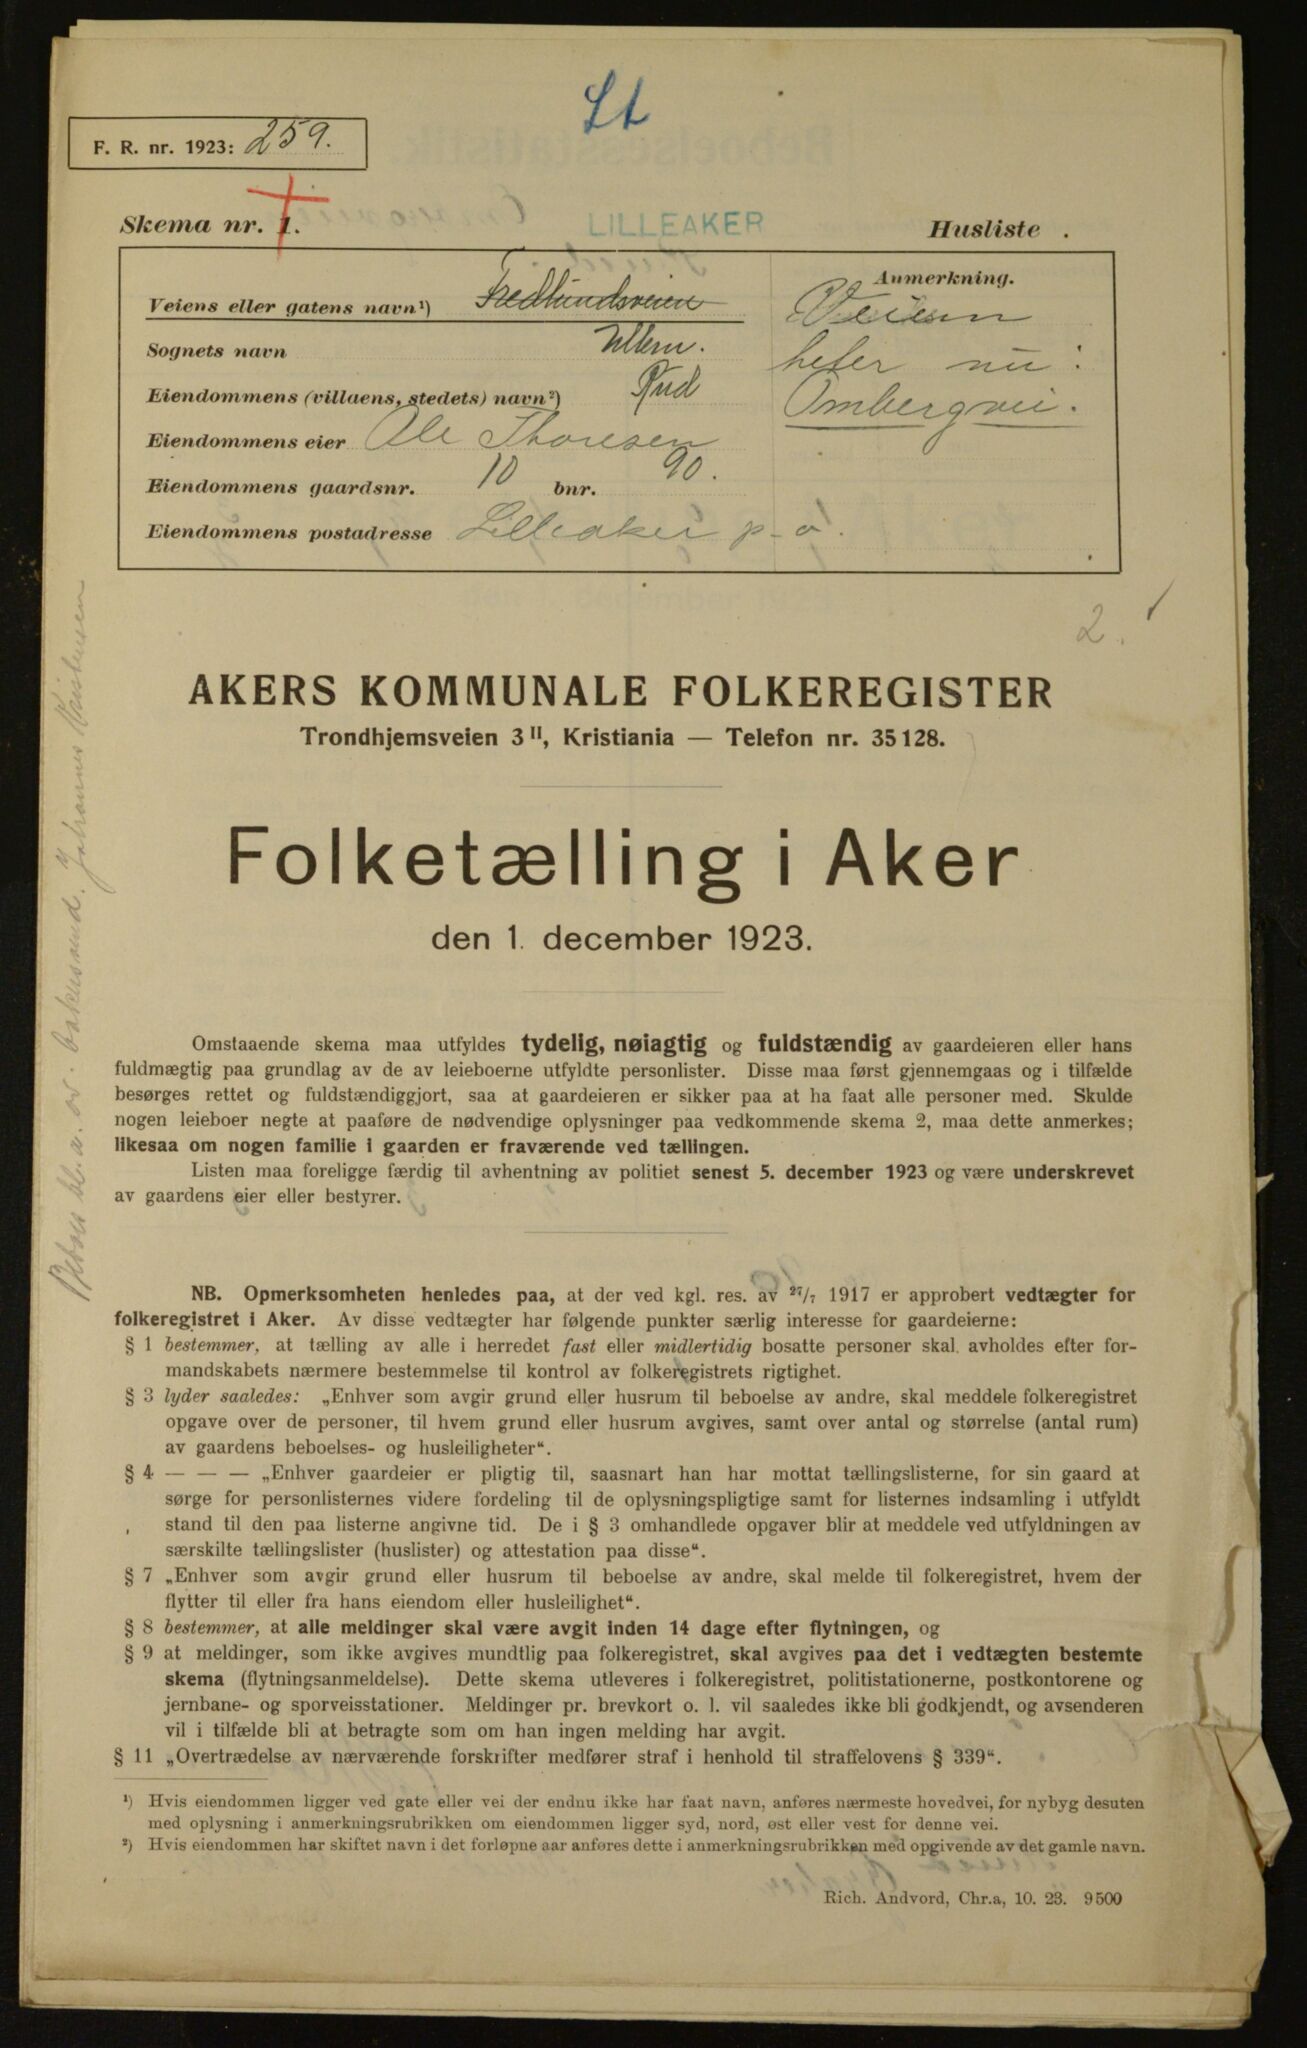 St
F. R. nr. 1923: 259.
Skema nr. 1.
LILLEAKER
Husliste .
Veiens eller gatens navn¹) Fredlundsveien
Anmerkning.
Veien
Sognets navn Ullern.
heter nu:
Eiendommens (villaens, stedets) navn²) Rud
Ombergvei.
Eiendommens eier Ole Thoresen
Eiendommens gaardsnr. 10 bnr. 90.
Eiendommens postadresse Lilleaker p. o.
2.
AKERS KOMMUNALE FOLKEREGISTER
Trondhjemsveien 3 II, Kristiania — Telefon nr. 35128.
Folketælling i Aker
den 1. december 1923.
Omstaaende skema maa utfyldes tydelig, nøiagtig og fuldstændig av gaardeieren eller hans
fuldmægtig paa grundlag av de av leieboerne utfyldte personlister. Disse maa først gjennemgaas og i tilfælde
besørges rettet og fuldstændiggjort, saa at gaardeieren er sikker paa at ha faat alle personer med. Skulde
nogen leieboer negte at paaføre de nødvendige oplysninger paa vedkommende skema 2, maa dette anmerkes;
likesaa om nogen familie i gaarden er fraværende ved tællingen.
Listen maa foreligge færdig til avhentning av politiet senest 5. december 1923 og være underskrevet
av gaardens eier eller bestyrer.
NB. Opmerksomheten henledes paa, at der ved kgl. res. av 27/7 1917 er approbert vedtægter for
folkeregistret i Aker. Av disse vedtægter har følgende punkter særlig interesse for gaardeierne:
§ 1 bestemmer, at tælling av alle i herredet fast eller midlertidig bosatte personer skal avholdes efter for-
mandskabets nærmere bestemmelse til kontrol av folkeregistrets rigtighet.
§ 3 lyder saaledes: „Enhver som avgir grund eller husrum til beboelse av andre, skal meddele folkeregistret
opgave over de personer, til hvem grund eller husrum avgives, samt over antal og størrelse (antal rum)
av gaardens beboelses- og husleiligheter“.
§ 4 — — — „Enhver gaardeier er pligtig til, saasnart han har mottat tællingslisterne, for sin gaard at
sørge for personlisternes videre fordeling til de oplysningspligtige samt for listernes indsamling i utfyldt
stand til den paa listerne angivne tid. De i § 3 omhandlede opgaver blir at meddele ved utfyldningen av
særskilte tællingslister (huslister) og attestation paa disse“.
§ 7 „Enhver som avgir grund eller husrum til beboelse av andre, skal melde til folkeregistret, hvem der
flytter til eller fra hans eiendom eller husleilighet“.
§ 8 bestemmer, at alle meldinger skal være avgit inden 14 dage efter flytningen, og
§ 9 at meldinger, som ikke avgives mundtlig paa folkeregistret, skal avgives paa det i vedtægten bestemte
skema (flytningsanmeldelse). Dette skema utleveres i folkeregistret, politistationerne, postkontorene og
jernbane- og sporveisstationer. Meldinger pr. brevkort o. l. vil saaledes ikke bli godkjendt, og avsenderen
vil i tilfælde bli at betragte som om han ingen melding har avgit.
§ 11 „Overtrædelse av nærværende forskrifter medfører straf i henhold til straffelovens § 339“.
¹) Hvis eiendommen ligger ved gate eller vei der endnu ikke har faat navn, anføres nærmeste hovedvei, for nybyg desuten
med oplysning i anmerkningsrubrikken om eiendommen ligger syd, nord, øst eller vest for denne vei.
²) Hvis eiendommen har skiftet navn i det forløpne aar anføres dette i anmerkningsrubrikken med opgivende av det gamle navn.
Rich. Andvord, Chr.a, 10. 23. 9500
Beboes bl. a. av Johannes Kristensen